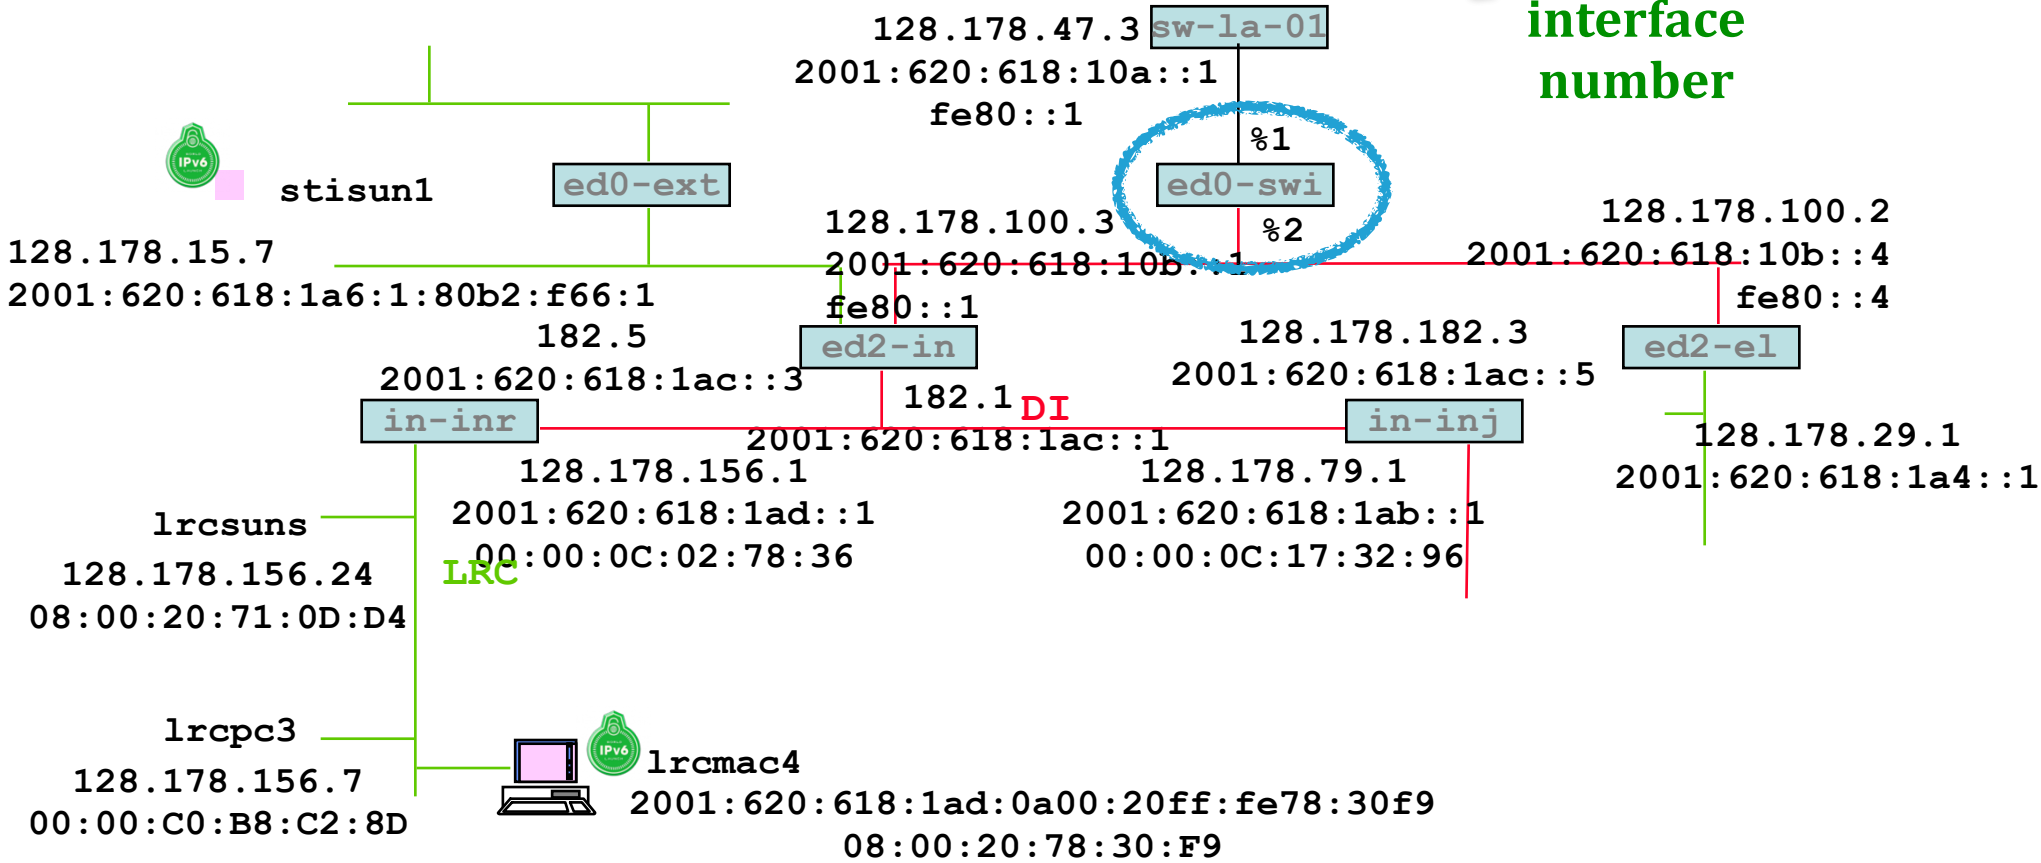 interface
number
128.178.47.3
2001:620:618:10a::1
fe80::1
sw-la-01
%1
ed0-swi
%2
IPv6
stisun1
ed0-ext
128.178.15.7
2001:620:618:1a6:1:80b2:f66:1
128.178.100.3
2001:620:618:10b::1
fe80::1
128.178.100.2
2001:620:618:10b::4
fe80::4
182.5
2001:620:618:1ac::3
ed2-in
128.178.182.3
2001:620:618:1ac::5
ed2-el
in-inr
182.1
DI
2001:620:618:1ac::1
in-inj
128.178.29.1
2001:620:618:1a4::1
128.178.156.1
2001:620:618:1ad::1
00:00:0C:02:78:36
128.178.79.1
2001:620:618:1ab::1
00:00:0C:17:32:96
lrcsuns
128.178.156.24
08:00:20:71:0D:D4
LRC
lrcpc3
128.178.156.7
00:00:C0:B8:C2:8D
IPv6
lrcmac4
2001:620:618:1ad:0a00:20ff:fe78:30f9
08:00:20:78:30:F9